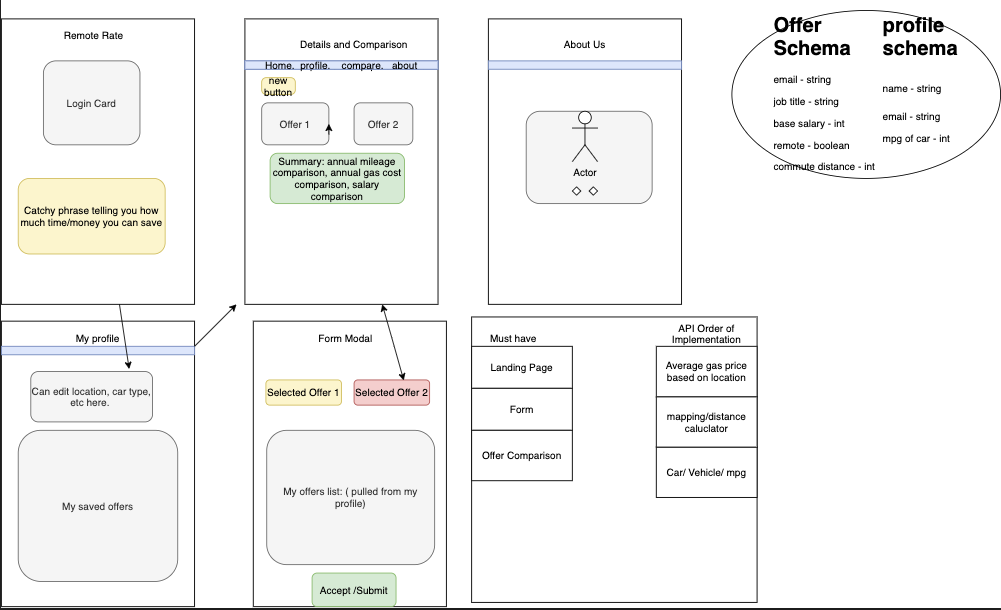 Remote Rate
Login Card
Catchy phrase telling you how
much time/money you can save
Details and Comparison
Home. profile. compare. about
new
button
Offer 1
Offer 2
Summary: annual mileage
comparison, annual gas cost
comparison, salary
comparison
About Us
Actor
Offer
Schema
email - string
job title - string
base salary - int
remote - boolean
commute distance - int
profile
schema
name - string
email - string
mpg of car - int
My profile
Can edit location, car type,
etc here.
My saved offers
Form Modal
Selected Offer 1
Selected Offer 2
My offers list: ( pulled from my
profile)
Accept /Submit
Must have
Landing Page
Form
Offer Comparison
API Order of
Implementation
Average gas price
based on location
mapping/distance
caluclator
Car/ Vehicle/ mpg